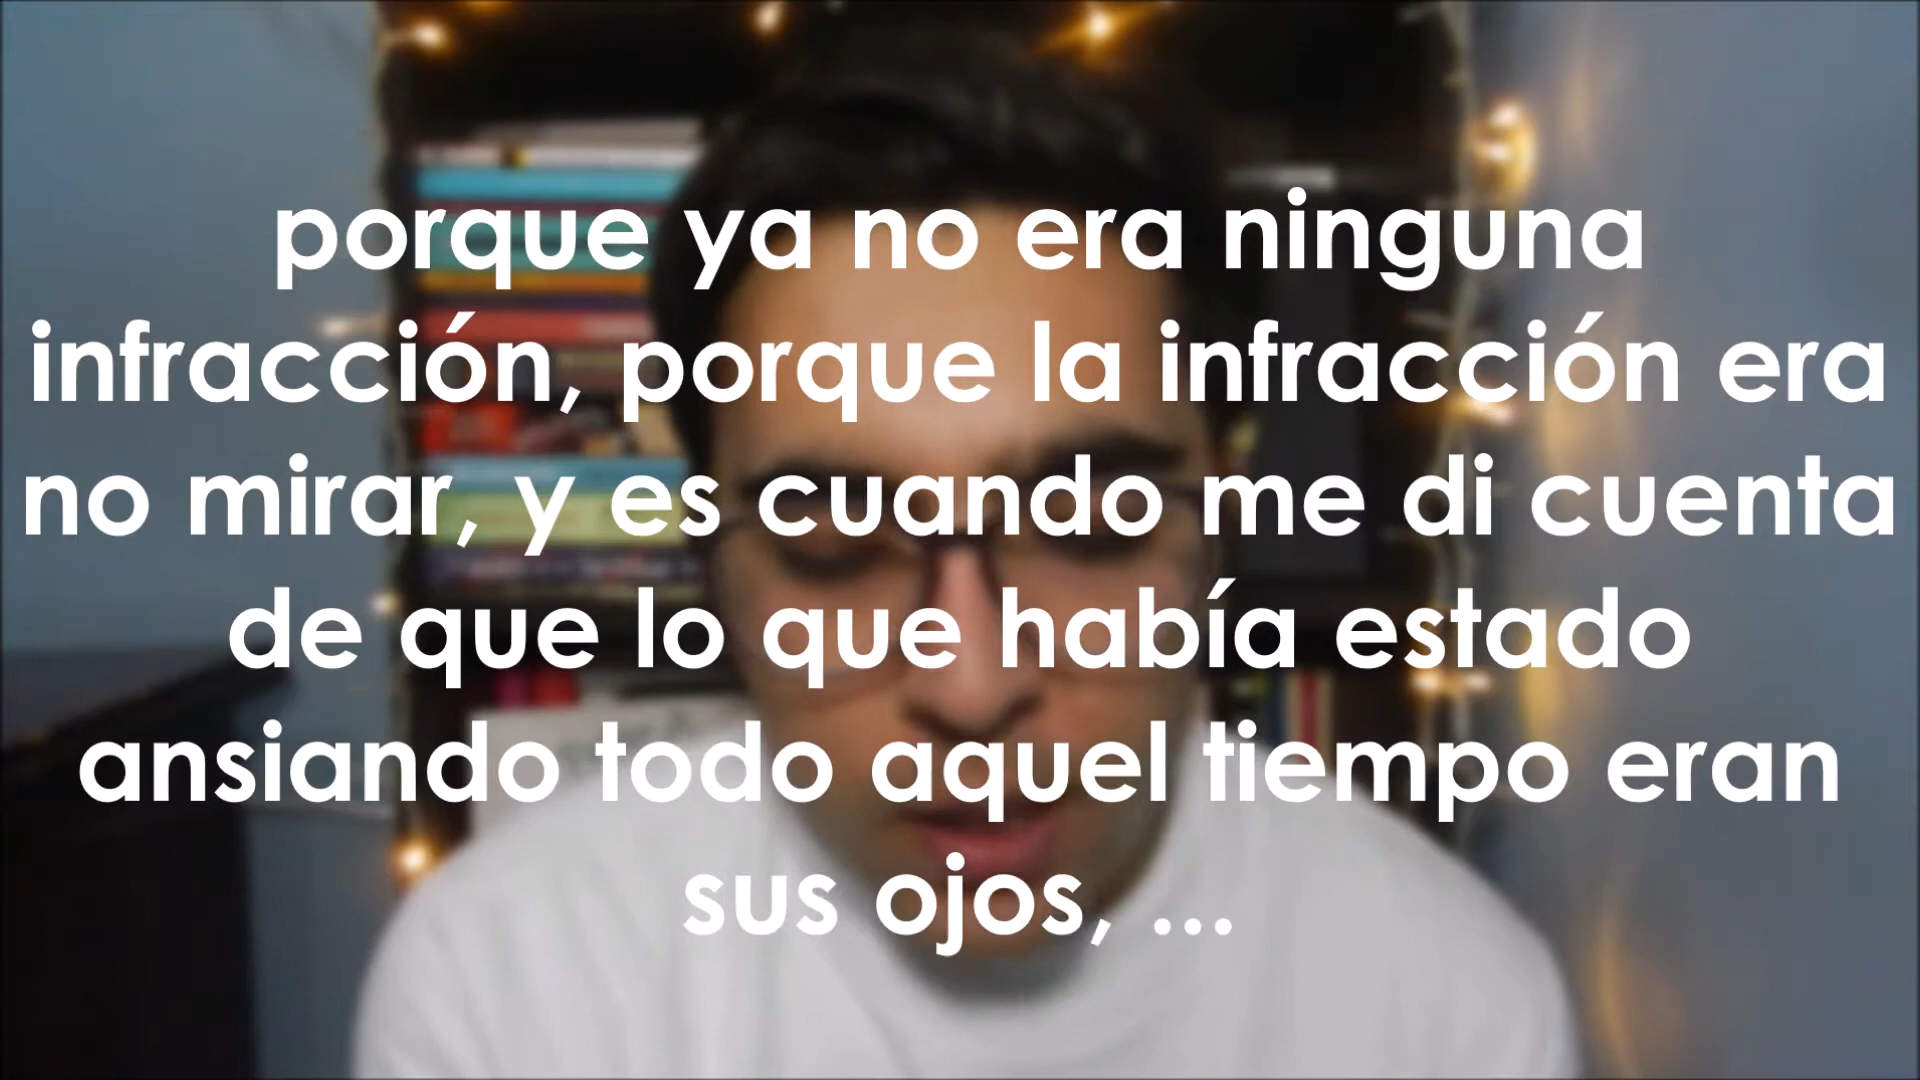 porque ya no era ninguna
infracción, porque la infracción era
no mirar, y es cuando me di cuenta
de que lo que había estado
ansiando todo aquel tiempo eran
sus ojos, ...